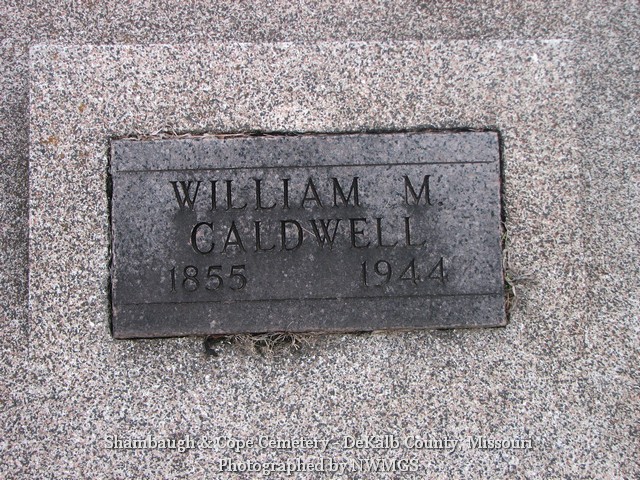 WILLIAM M.
CALDWELL
1855 1944
Shambaugh & Cope Cemetery - DeKalb County, Missouri
Photographed by NWMGS